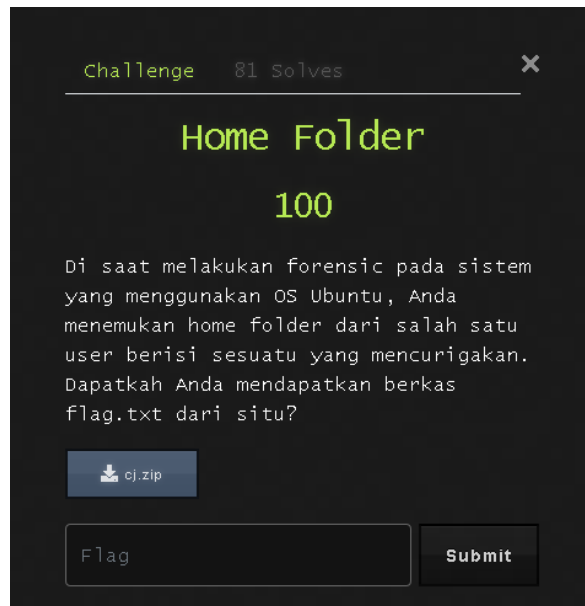 Challenge 81 Solves ×
Home Folder
100
Di saat melakukan forensic pada sistem
yang menggunakan OS Ubuntu, Anda
menemukan home folder dari salah satu
user berisi sesuatu yang mencurigakan.
Dapatkah Anda mendapatkan berkas
flag.txt dari situ?
cj.zip
Flag
Submit